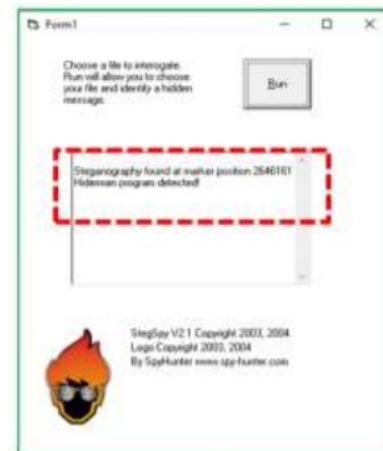 Form1
Choose a file to interogate.
Run will allow you to choose
your file and identify a hidden
message.
Run
Steganography found at marker position 2646161
Hiderman program detected!
StegSpy V2.1 Copyright 2003, 2004
Logo Copyright 2003, 2004
By SpyHunter www.spy-hunter.com